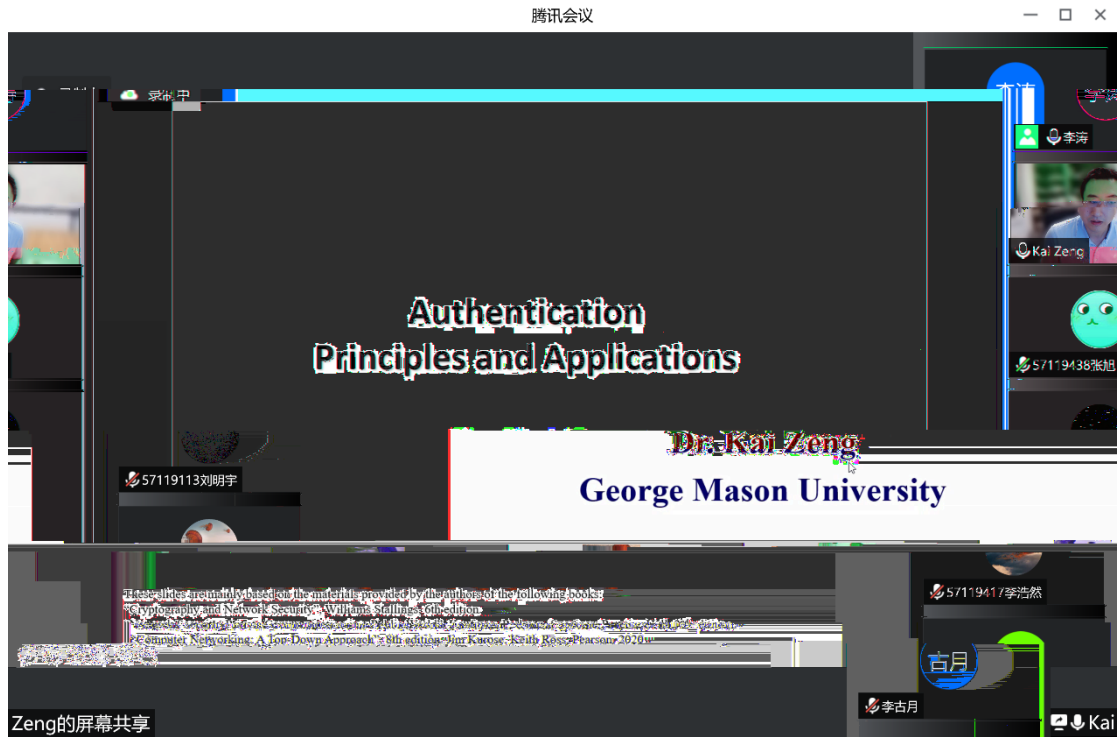 腾讯会议
录制中
李涛
Kai Zeng
57119438张旭
Authentication
Principles and Applications
Dr. Kai Zeng
George Mason University
57119113刘明宇
57119417李浩然
These slides are mainly based on the materials provided by the authors of the following books:
"Cryptography and Network Security," Williams Stallings, 6th edition
"Computer Networking: A Top-Down Approach", 8th edition, Jim Kurose, Keith Ross, Pearson, 2020
古月
李古月
Zeng的屏幕共享
Kai